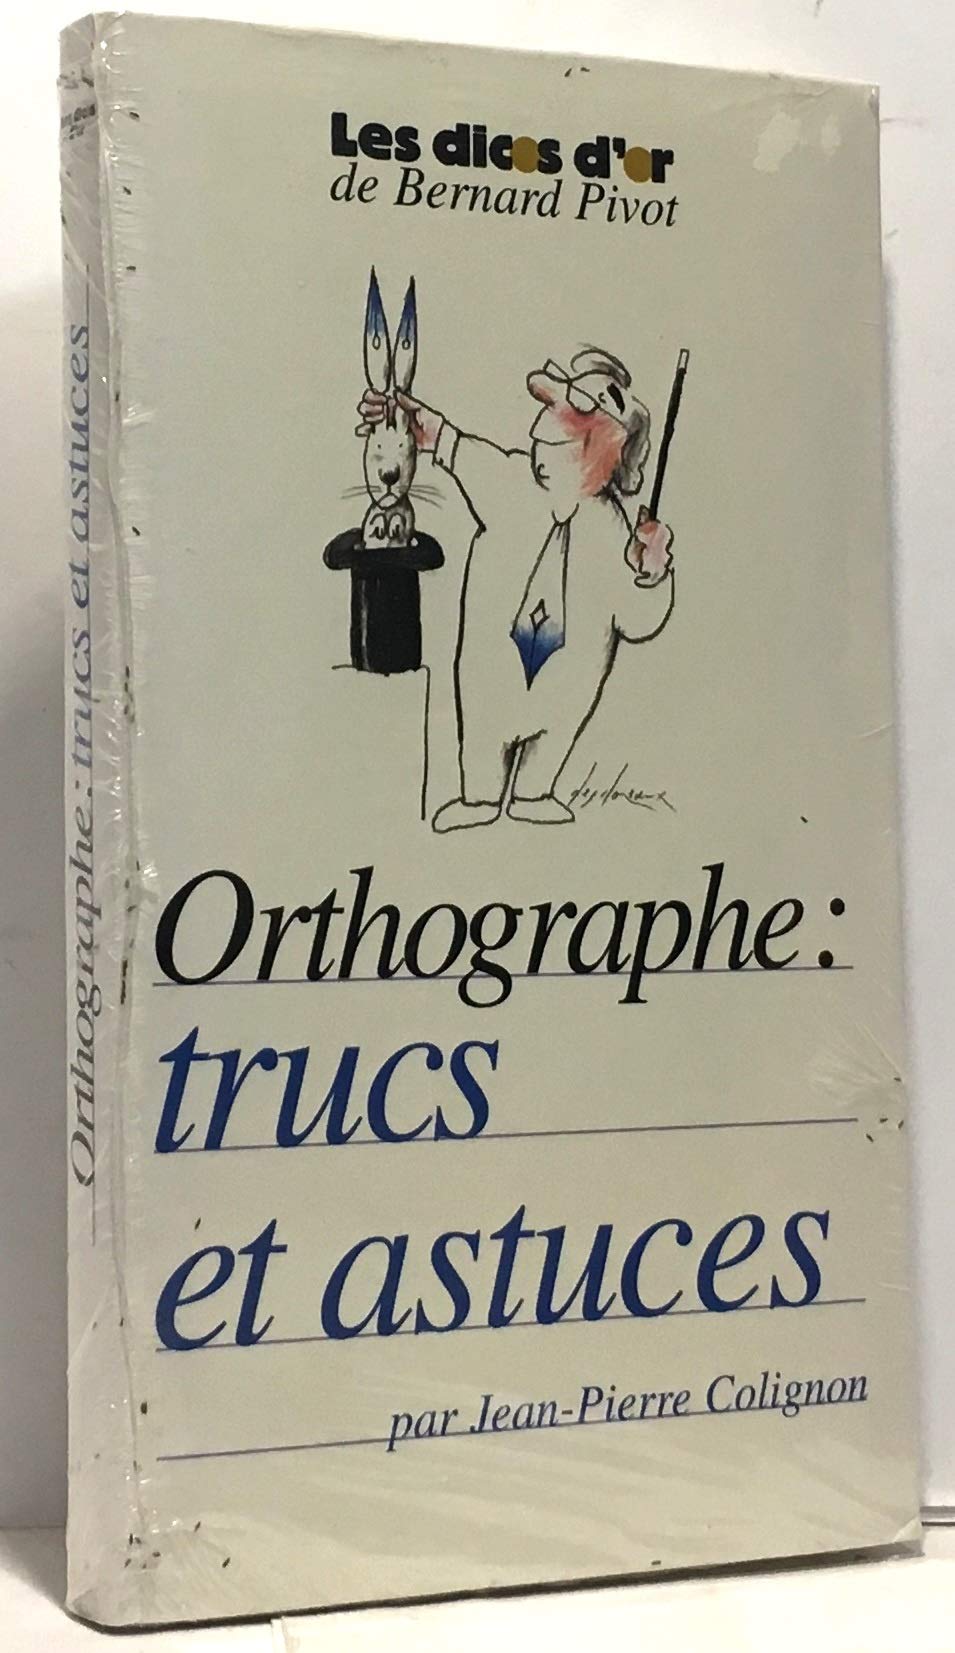 Les dicos d'or
de Bernard Pivot
Orthographe :
trucs
et astuces
par Jean-Pierre Colignon
Orthographe : trucs et astuces